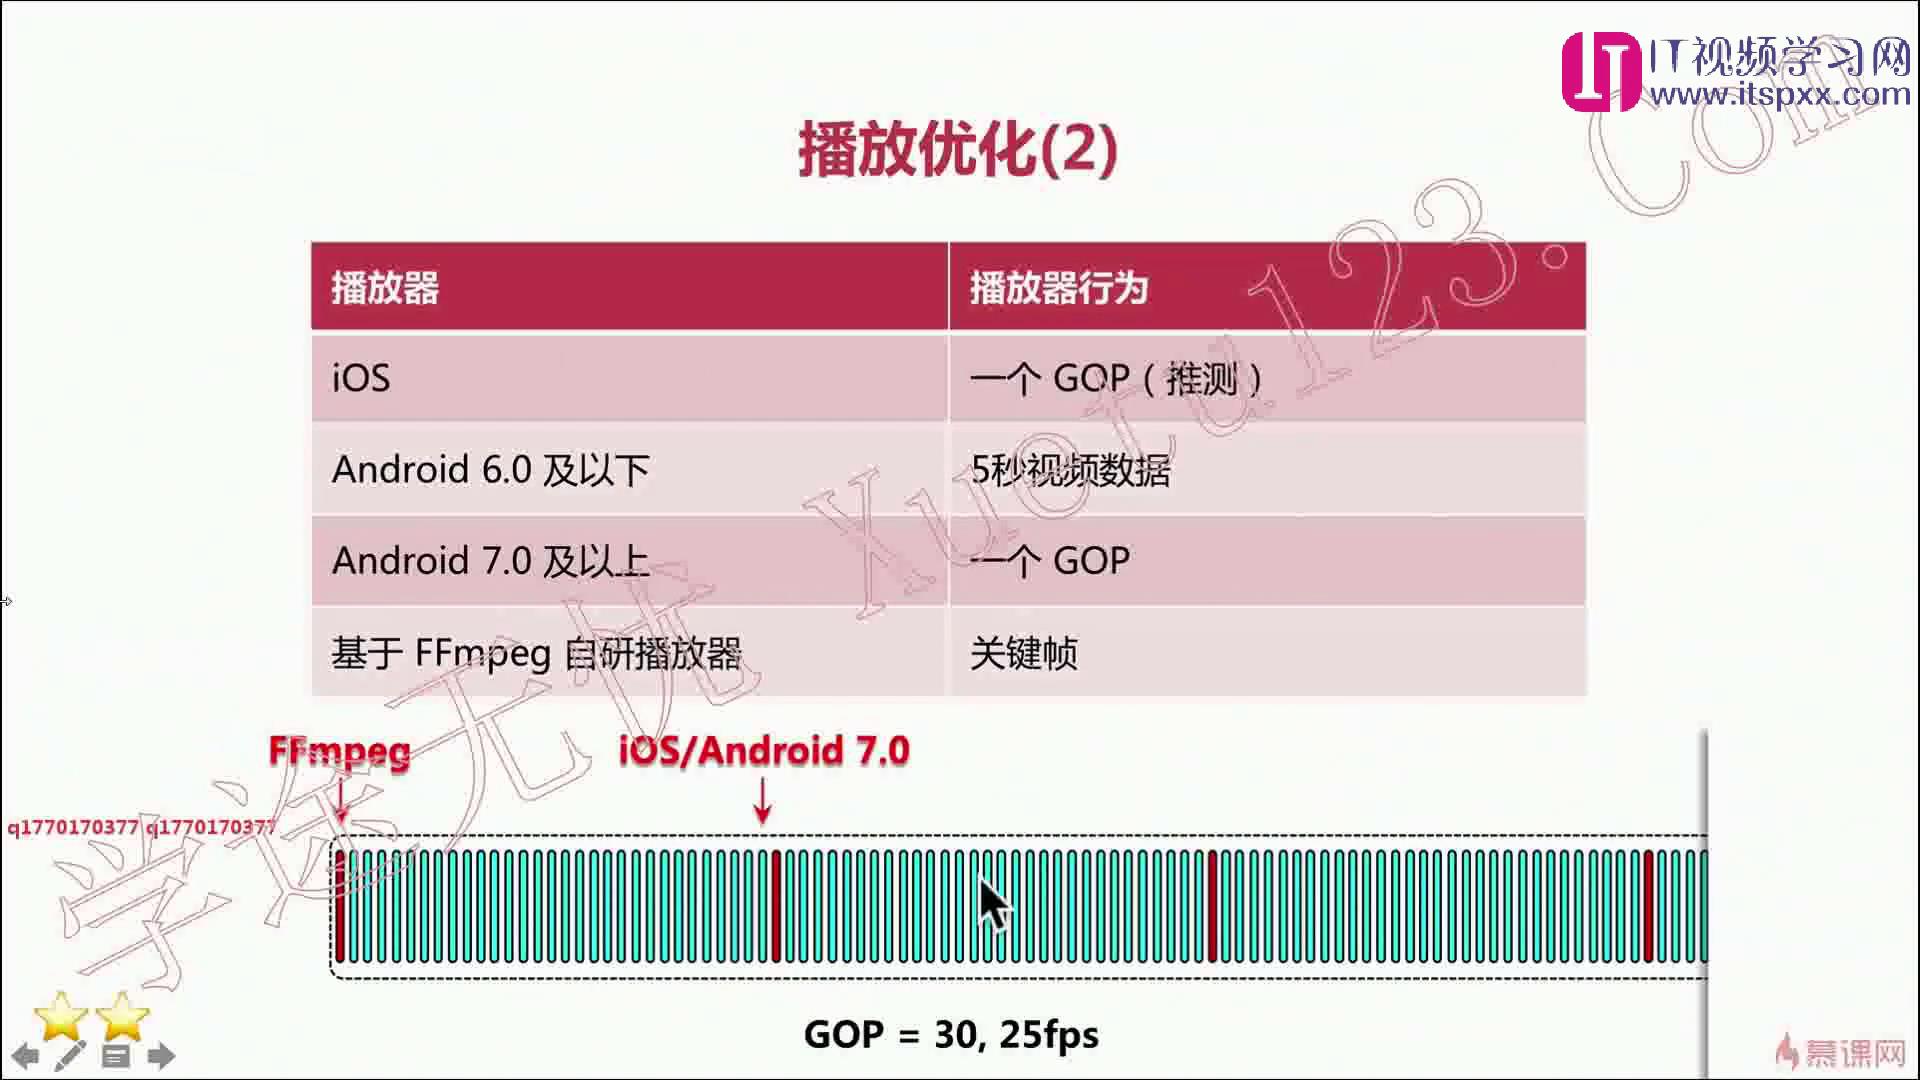 IT视频学习网
www.itspxx.com
播放优化(2)
播放器 播放器行为
iOS 一个 GOP（推测）
Android 6.0 及以下 5秒视频数据
Android 7.0 及以上 一个 GOP
基于 FFmpeg 自研播放器 关键帧
学途无忧 Xuetu123.Com
FFmpeg iOS/Android 7.0
q1770170377 q1770170377
GOP = 30, 25fps
慕课网